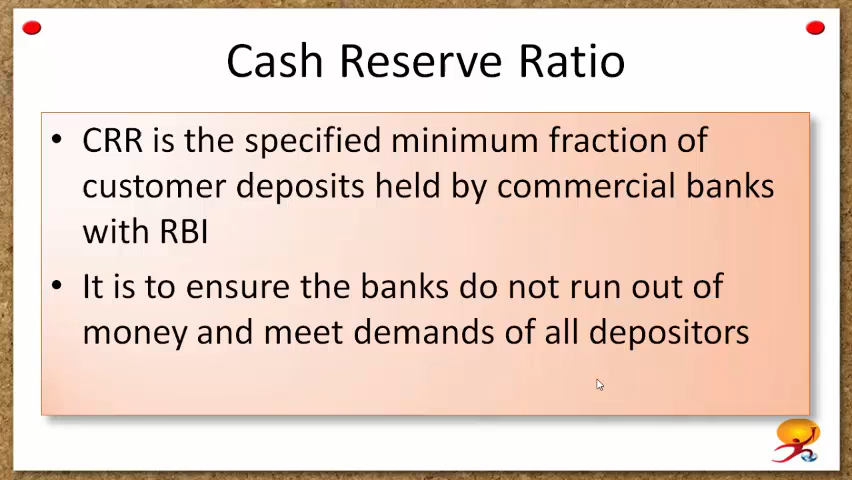 Cash Reserve Ratio
• CRR is the specified minimum fraction of
customer deposits held by commercial banks
with RBI
• It is to ensure the banks do not run out of
money and meet demands of all depositors